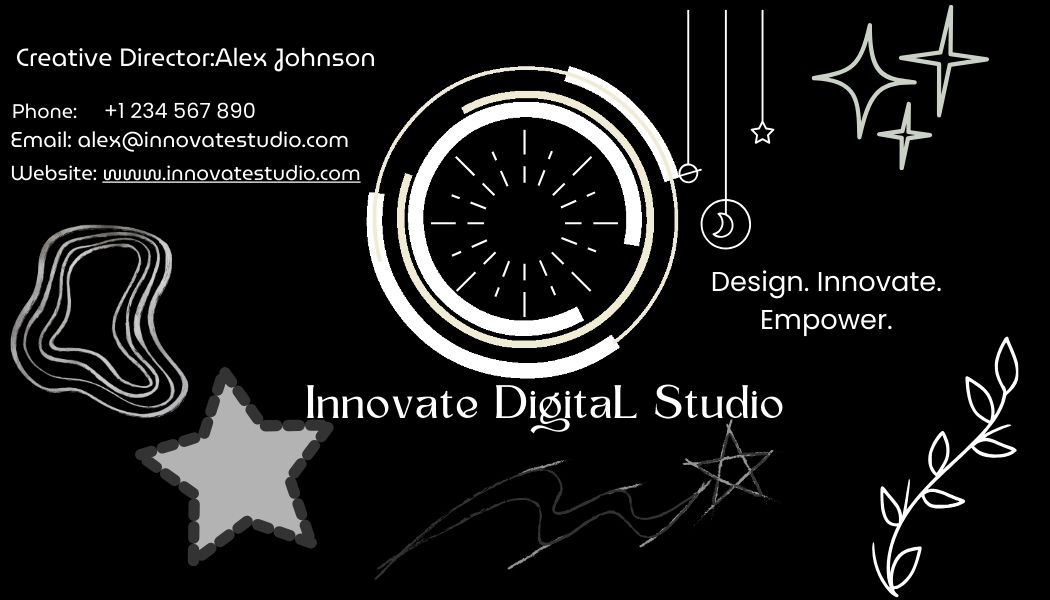 Creative Director:Alex Johnson
Phone: +1 234 567 890
Email: alex@innovatestudio.com
Website: www.innovatestudio.com
Design. Innovate.
Empower.
Innovate DigitaL Studio